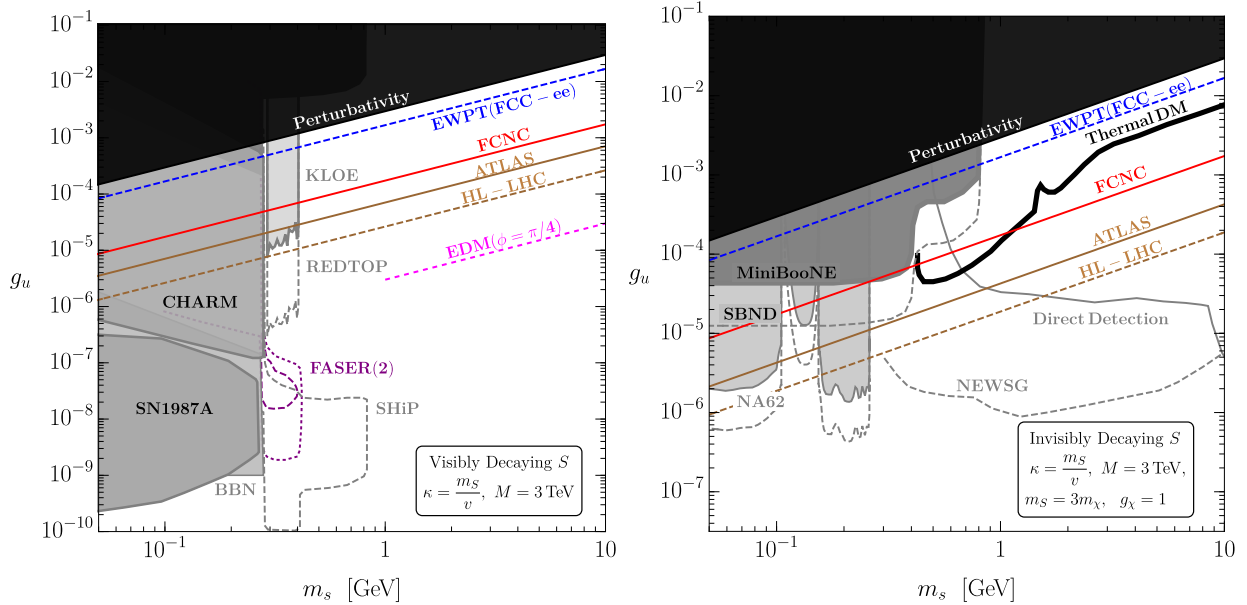 10^{-1}
10^{-2}
10^{-3}
10^{-4}
10^{-5}
10^{-6}
10^{-7}
10^{-8}
10^{-9}
10^{-10}
g_u
Perturbativity
EWPT(FCC − ee)
FCNC
ATLAS
HL − LHC
KLOE
REDTOP
EDM(ϕ = π/4)
CHARM
FASER(2)
SN1987A
SHiP
BBN
Visibly Decaying S
κ = m_S/v, M = 3 TeV
10^{-1}
1
10
m_s [GeV]
10^{-1}
10^{-2}
10^{-3}
10^{-4}
10^{-5}
10^{-6}
10^{-7}
g_u
Perturbativity
EWPT(FCC − ee)
Thermal DM
FCNC
ATLAS
HL − LHC
MiniBooNE
SBND
Direct Detection
NA62
NEWSG
Invisibly Decaying S
κ = m_S/v, M = 3 TeV,
m_S = 3m_χ, g_χ = 1
10^{-1}
1
10
m_s [GeV]